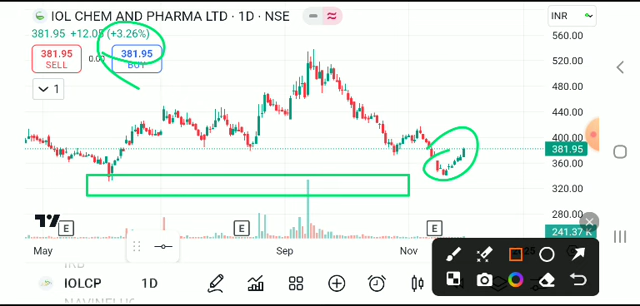 IOL CHEM AND PHARMA LTD · 1D · NSE
INR
381.95 +12.05 (+3.26%)
381.95
SELL
0.00
381.95
BUY
1
560.00
520.00
480.00
440.00
400.00
381.95
360.00
320.00
280.00
241.37 K
E
E
E
May
Sep
Nov
IOLCP 1D